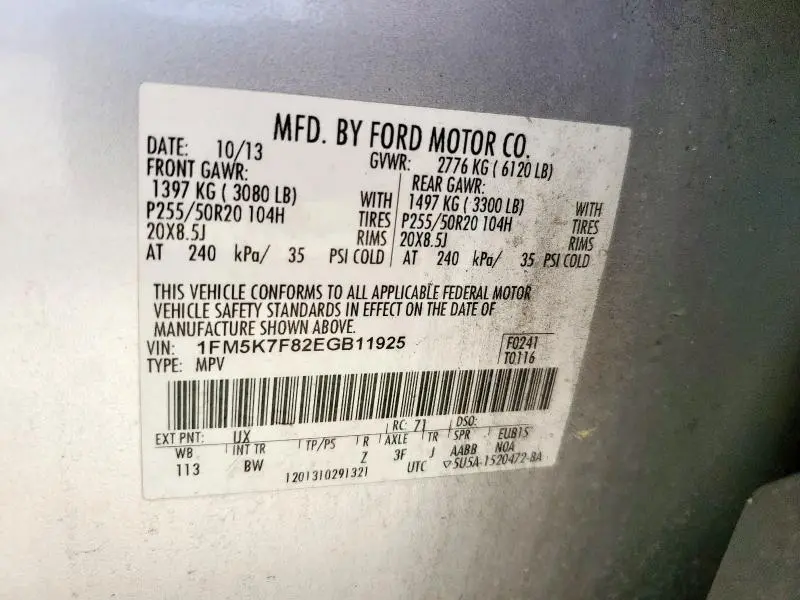 MFD. BY FORD MOTOR CO.
DATE: 10/13 GVWR: 2776 KG ( 6120 LB)
FRONT GAWR: REAR GAWR:
1397 KG ( 3080 LB) WITH 1497 KG ( 3300 LB) WITH
P255/50R20 104H TIRES P255/50R20 104H TIRES
20X8.5J RIMS 20X8.5J RIMS
AT 240 kPa/ 35 PSI COLD AT 240 kPa/ 35 PSI COLD
THIS VEHICLE CONFORMS TO ALL APPLICABLE FEDERAL MOTOR
VEHICLE SAFETY STANDARDS IN EFFECT ON THE DATE OF
MANUFACTURE SHOWN ABOVE.
VIN: 1FM5K7F82EGB11925 F0241
TYPE: MPV T0116
EXT PNT: UX RC: 71 DSO:
WB INT TR TP/PS R AXLE TR SPR EUB15
113 BW Z 3F J AABB N0A
1201310291321 UTC ▽5U5A-1520472-BA